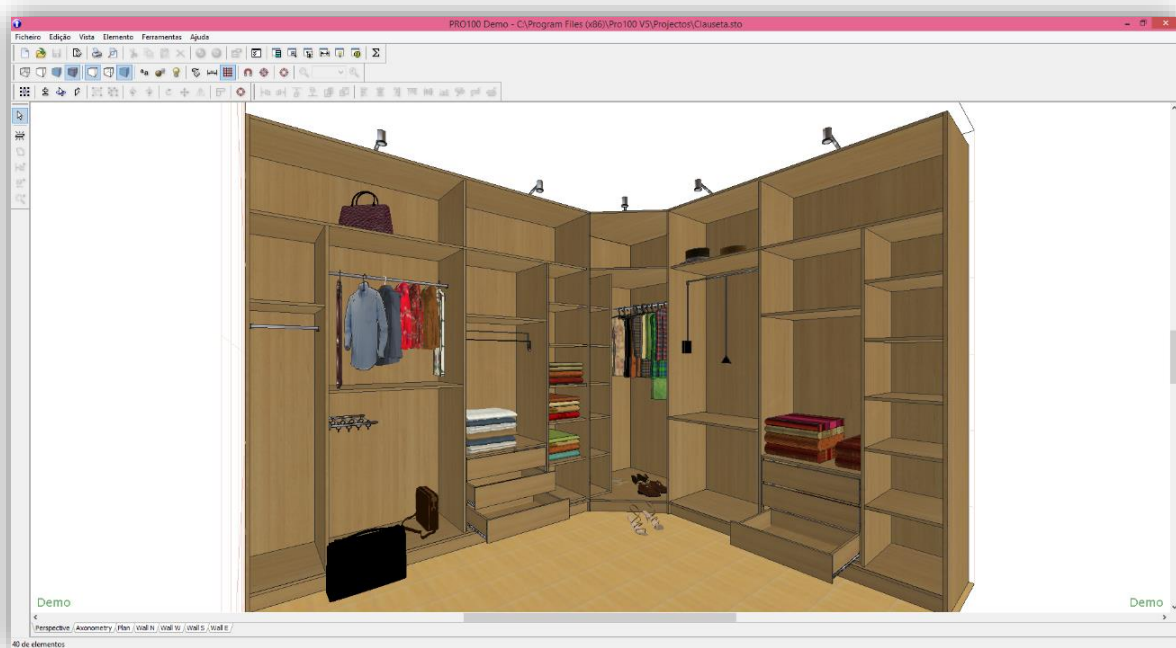 PRO100 Demo - C:\Program Files (x86)\Pro100 V5\Projectos\Clauseta.sto
Ficheiro Edição Vista Elemento Ferramentas Ajuda
Demo Demo
Perspective Axonometry Plan Wall N Wall W Wall S Wall E
40 de elementos